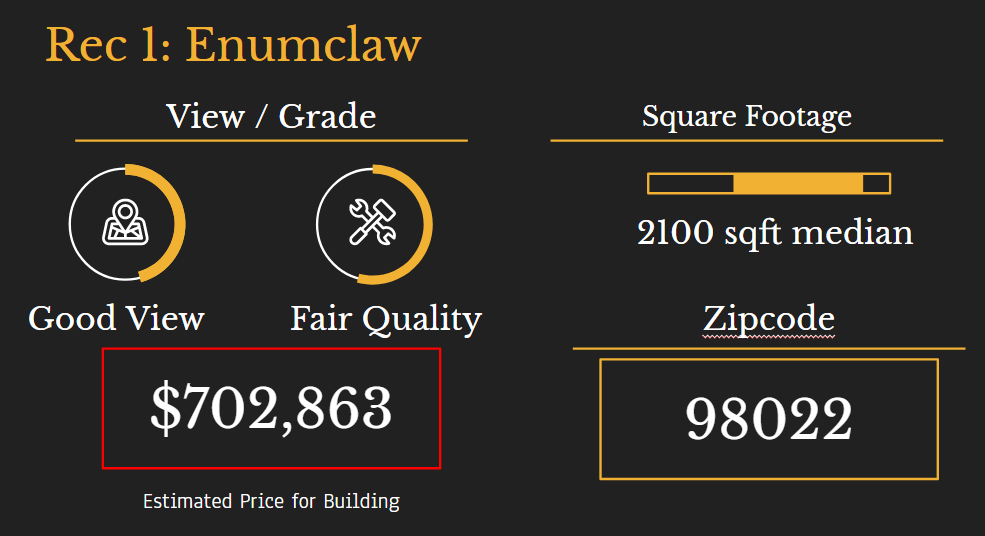 Rec 1: Enumclaw
View / Grade
Square Footage
2100 sqft median
Good View
Fair Quality
Zipcode
$702,863
98022
Estimated Price for Building